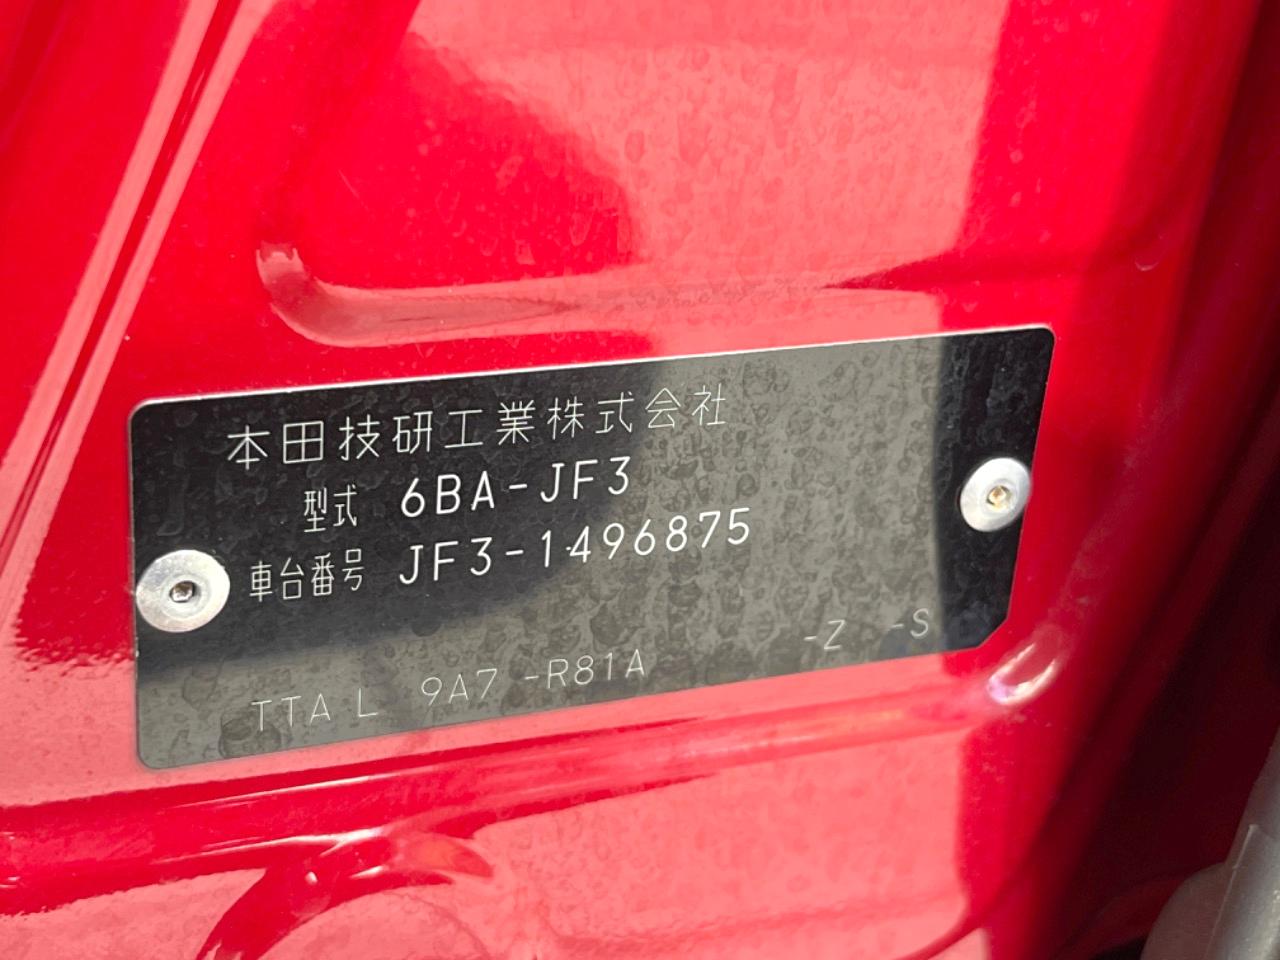 本田技研工業株式会社
型式 6BA-JF3
車台番号 JF3-1496875
-Z -S
TTA L 9A7 -R81A